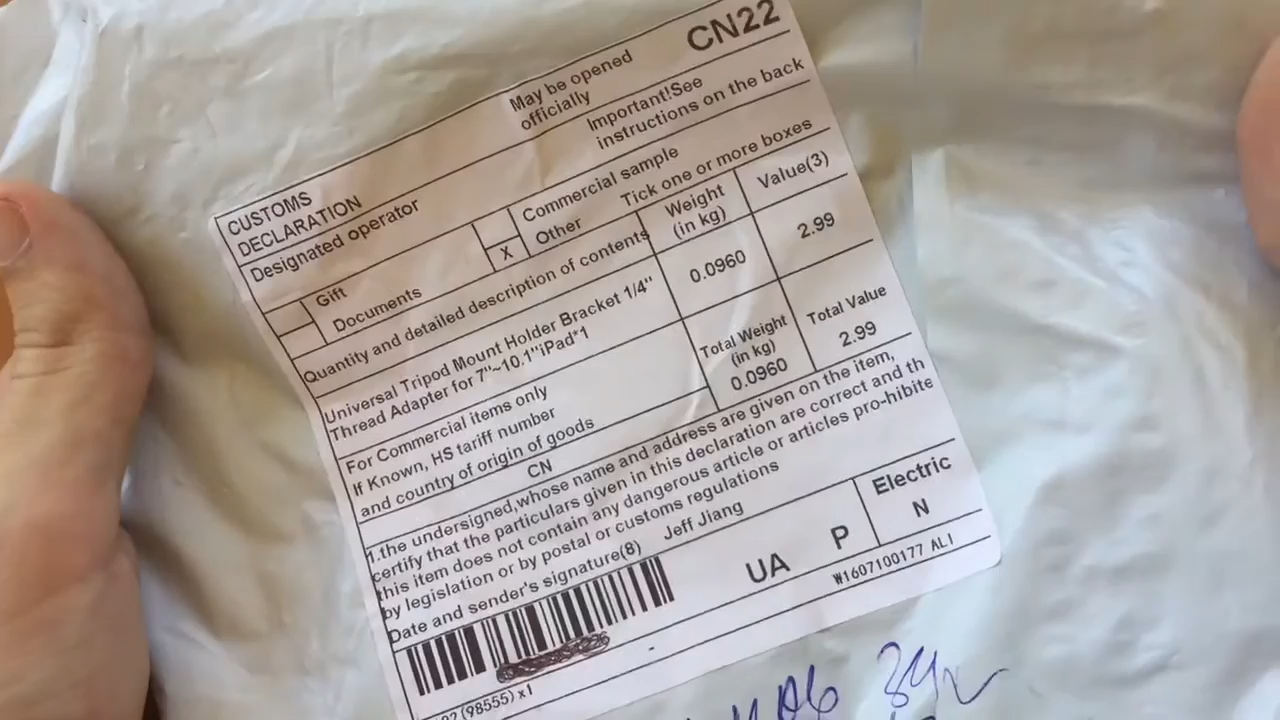 CN22
May be opened
officially
Important!See
instructions on the back
CUSTOMS
DECLARATION
Designated operator
Commercial sample
Gift
X
Other
Tick one or more boxes
Documents
Quantity and detailed description of contents
Weight
(in kg)
Value(3)
Universal Tripod Mount Holder Bracket 1/4"
Thread Adapter for 7"~10.1"iPad*1
0.0960
2.99
For Commercial items only
If Known, HS tariff number
and country of origin of goods
CN
Total Weight
(in kg)
0.0960
Total Value
2.99
1.the undersigned,whose name and address are given on the item,
certify that the particulars given in this declaration are correct and th
this item does not contain any dangerous article or articles pro-hibite
by legislation or by postal or customs regulations
Date and sender's signature(8) Jeff Jiang
UA
P
Electric
N
W1607100177 ALI
(98555) x1